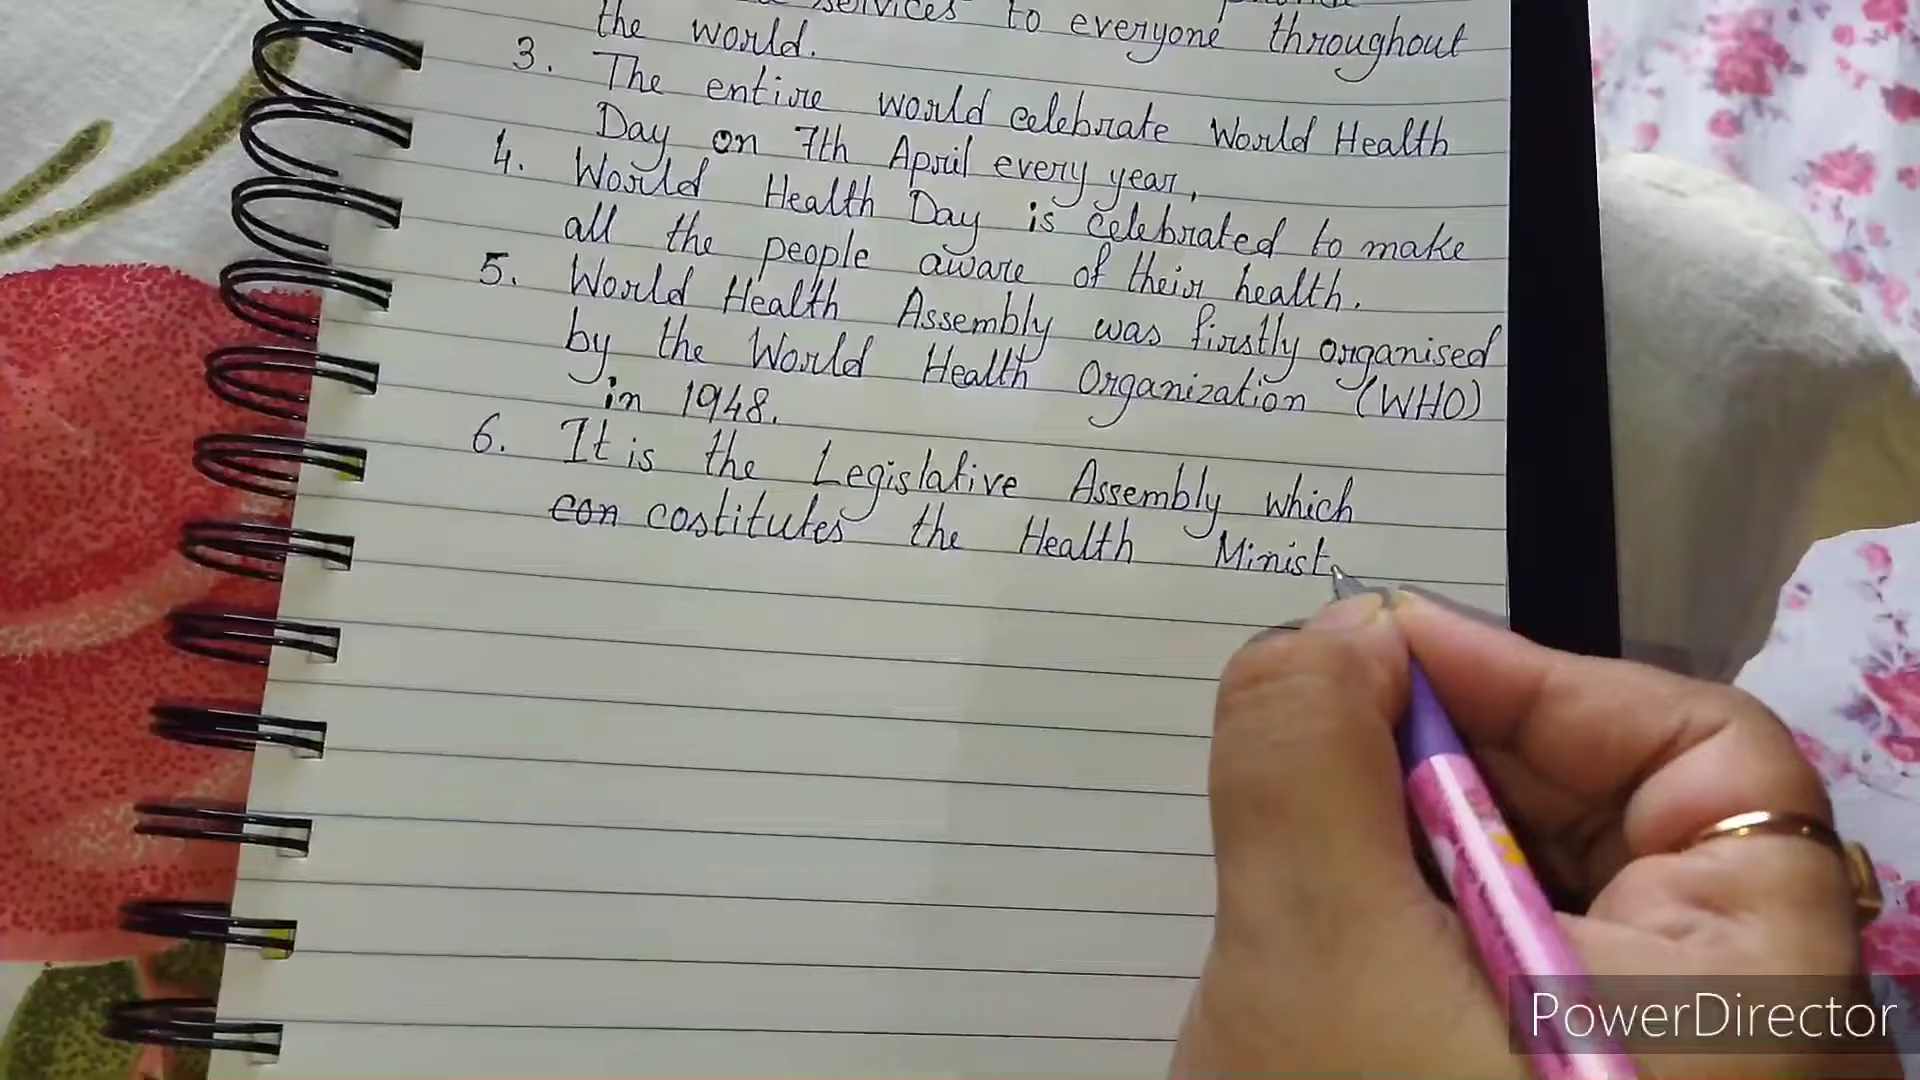 services to everyone throughout
the world.
3. The entire world celebrate World Health
Day on 7th April every year.
4. World Health Day is celebrated to make
all the people aware of their health.
5. World Health Assembly was firstly organised
by the World Health Organization (WHO)
in 1948.
6. It is the Legislative Assembly which
con costitutes the Health Minist
PowerDirector